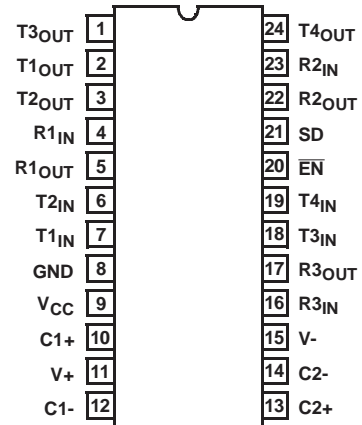 T3OUT 1 24 T4OUT
T1OUT 2 23 R2IN
T2OUT 3 22 R2OUT
R1IN 4 21 SD
R1OUT 5 20 E̅N̅
T2IN 6 19 T4IN
T1IN 7 18 T3IN
GND 8 17 R3OUT
VCC 9 16 R3IN
C1+ 10 15 V-
V+ 11 14 C2-
C1- 12 13 C2+